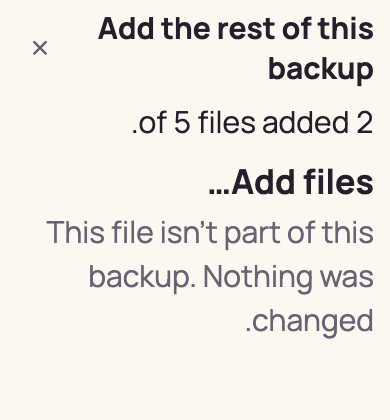 Add the rest of this
backup
.of 5 files added 2
…Add files
This file isn't part of this
backup. Nothing was
.changed